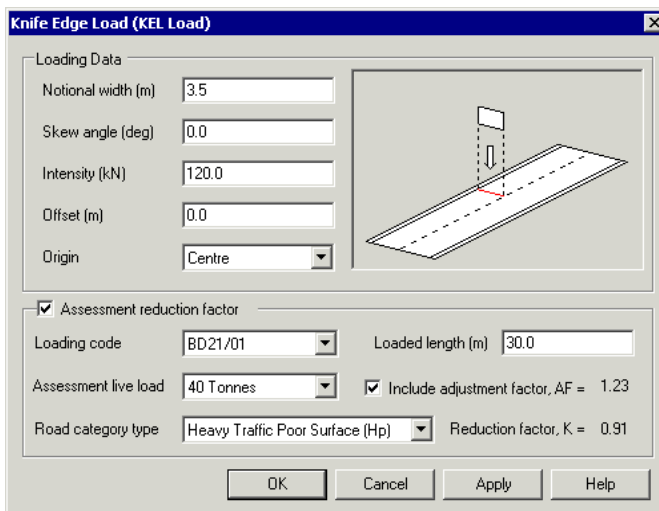 Knife Edge Load (KEL Load)
Loading Data
Notional width (m) 3.5
Skew angle (deg) 0.0
Intensity (kN) 120.0
Offset (m) 0.0
Origin Centre
Assessment reduction factor
Loading code BD21/01 Loaded length (m) 30.0
Assessment live load 40 Tonnes Include adjustment factor, AF = 1.23
Road category type Heavy Traffic Poor Surface (Hp) Reduction factor, K = 0.91
OK Cancel Apply Help